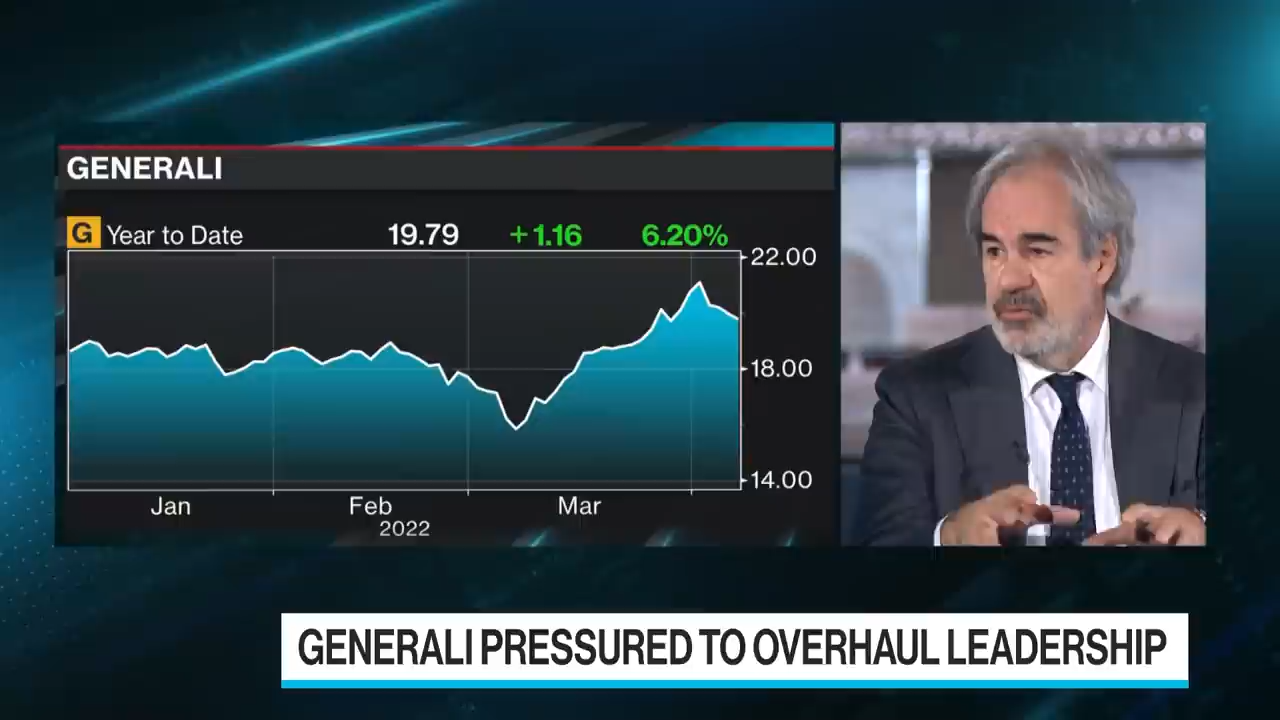 GENERALI
G Year to Date 19.79 +1.16 6.20%
22.00
18.00
14.00
Jan Feb Mar
2022
GENERALI PRESSURED TO OVERHAUL LEADERSHIP